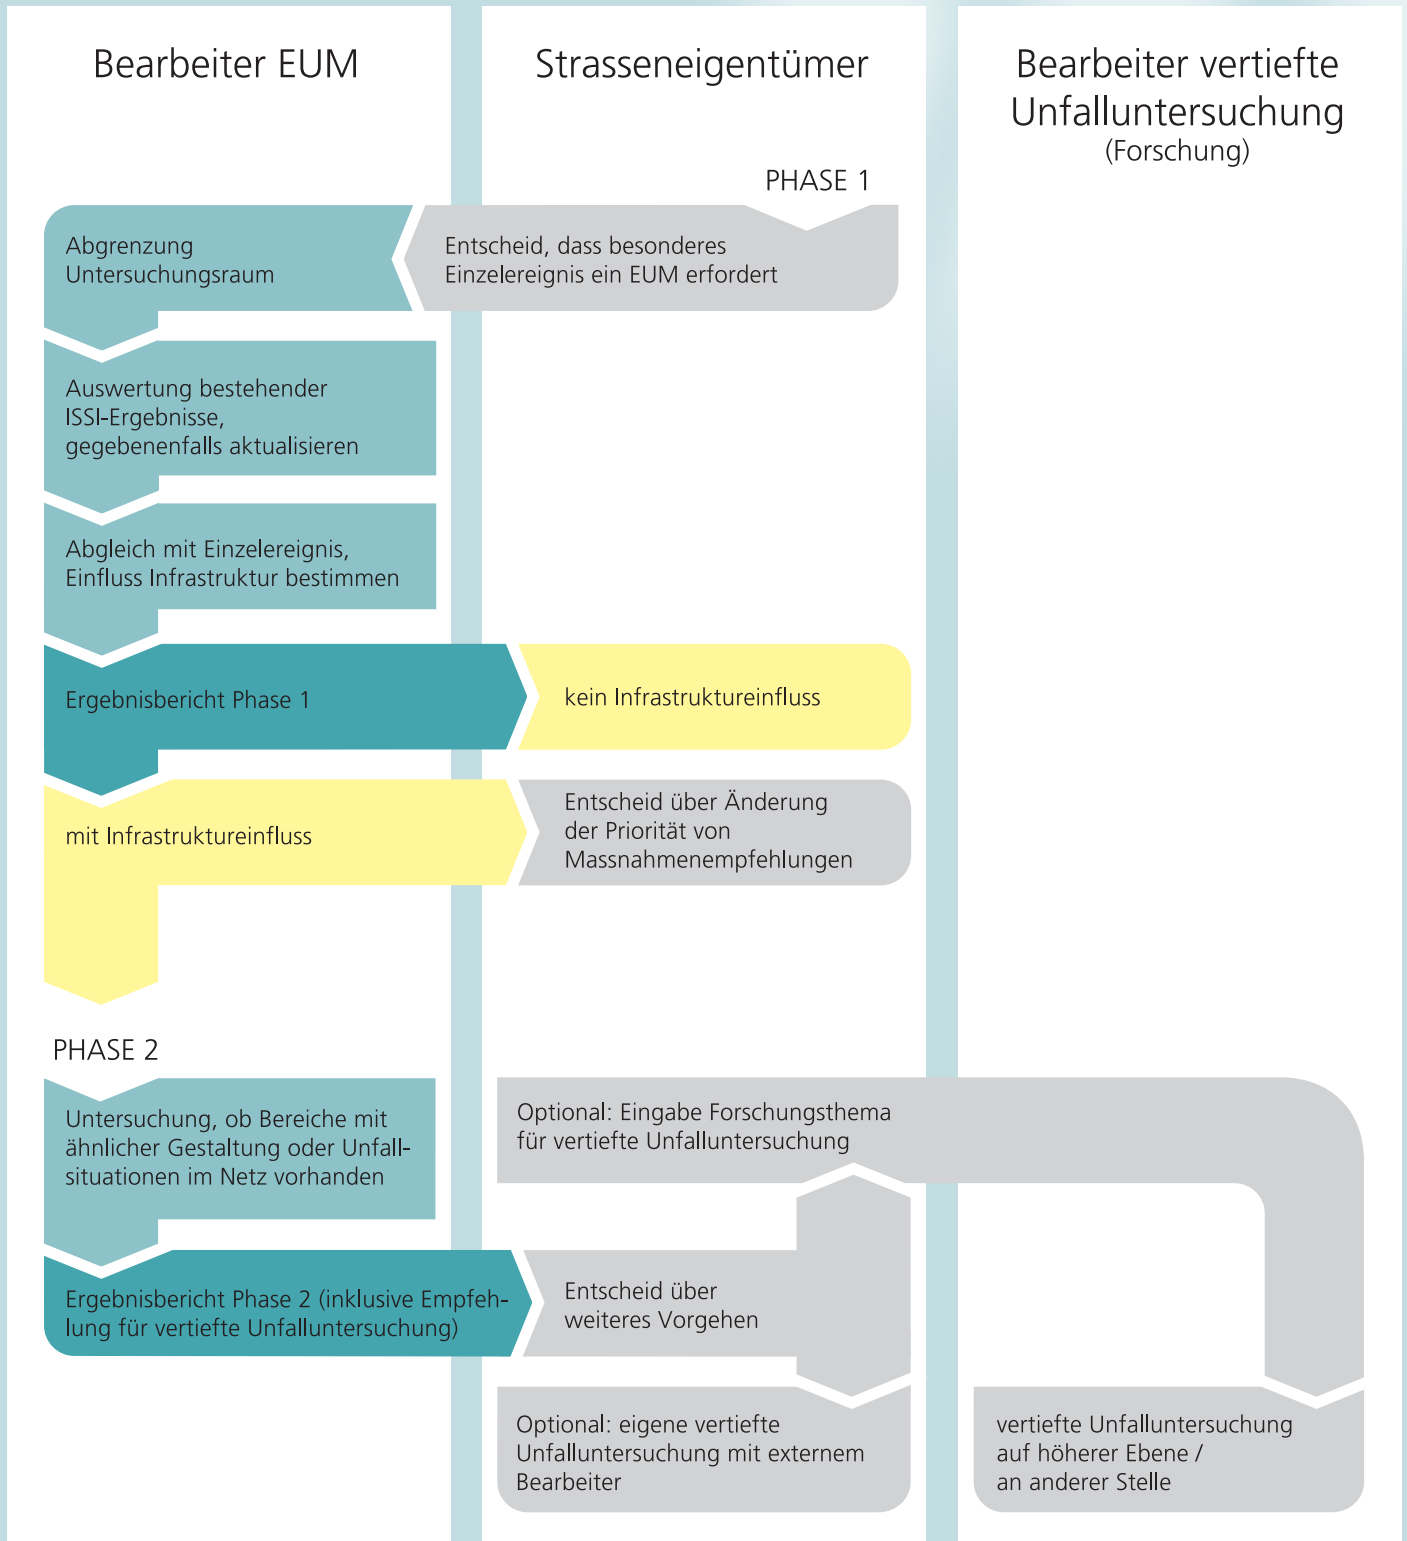 Bearbeiter EUM
Strasseneigentümer
Bearbeiter vertiefte
Unfalluntersuchung
(Forschung)
PHASE 1
Entscheid, dass besonderes
Einzelereignis ein EUM erfordert
Abgrenzung
Untersuchungsraum
Auswertung bestehender
ISSI-Ergebnisse,
gegebenenfalls aktualisieren
Abgleich mit Einzelereignis,
Einfluss Infrastruktur bestimmen
Ergebnisbericht Phase 1
kein Infrastruktureinfluss
mit Infrastruktureinfluss
Entscheid über Änderung
der Priorität von
Massnahmenempfehlungen
PHASE 2
Untersuchung, ob Bereiche mit
ähnlicher Gestaltung oder Unfall-
situationen im Netz vorhanden
Optional: Eingabe Forschungsthema
für vertiefte Unfalluntersuchung
Ergebnisbericht Phase 2 (inklusive Empfeh-
lung für vertiefte Unfalluntersuchung)
Entscheid über
weiteres Vorgehen
Optional: eigene vertiefte
Unfalluntersuchung mit externem
Bearbeiter
vertiefte Unfalluntersuchung
auf höherer Ebene /
an anderer Stelle